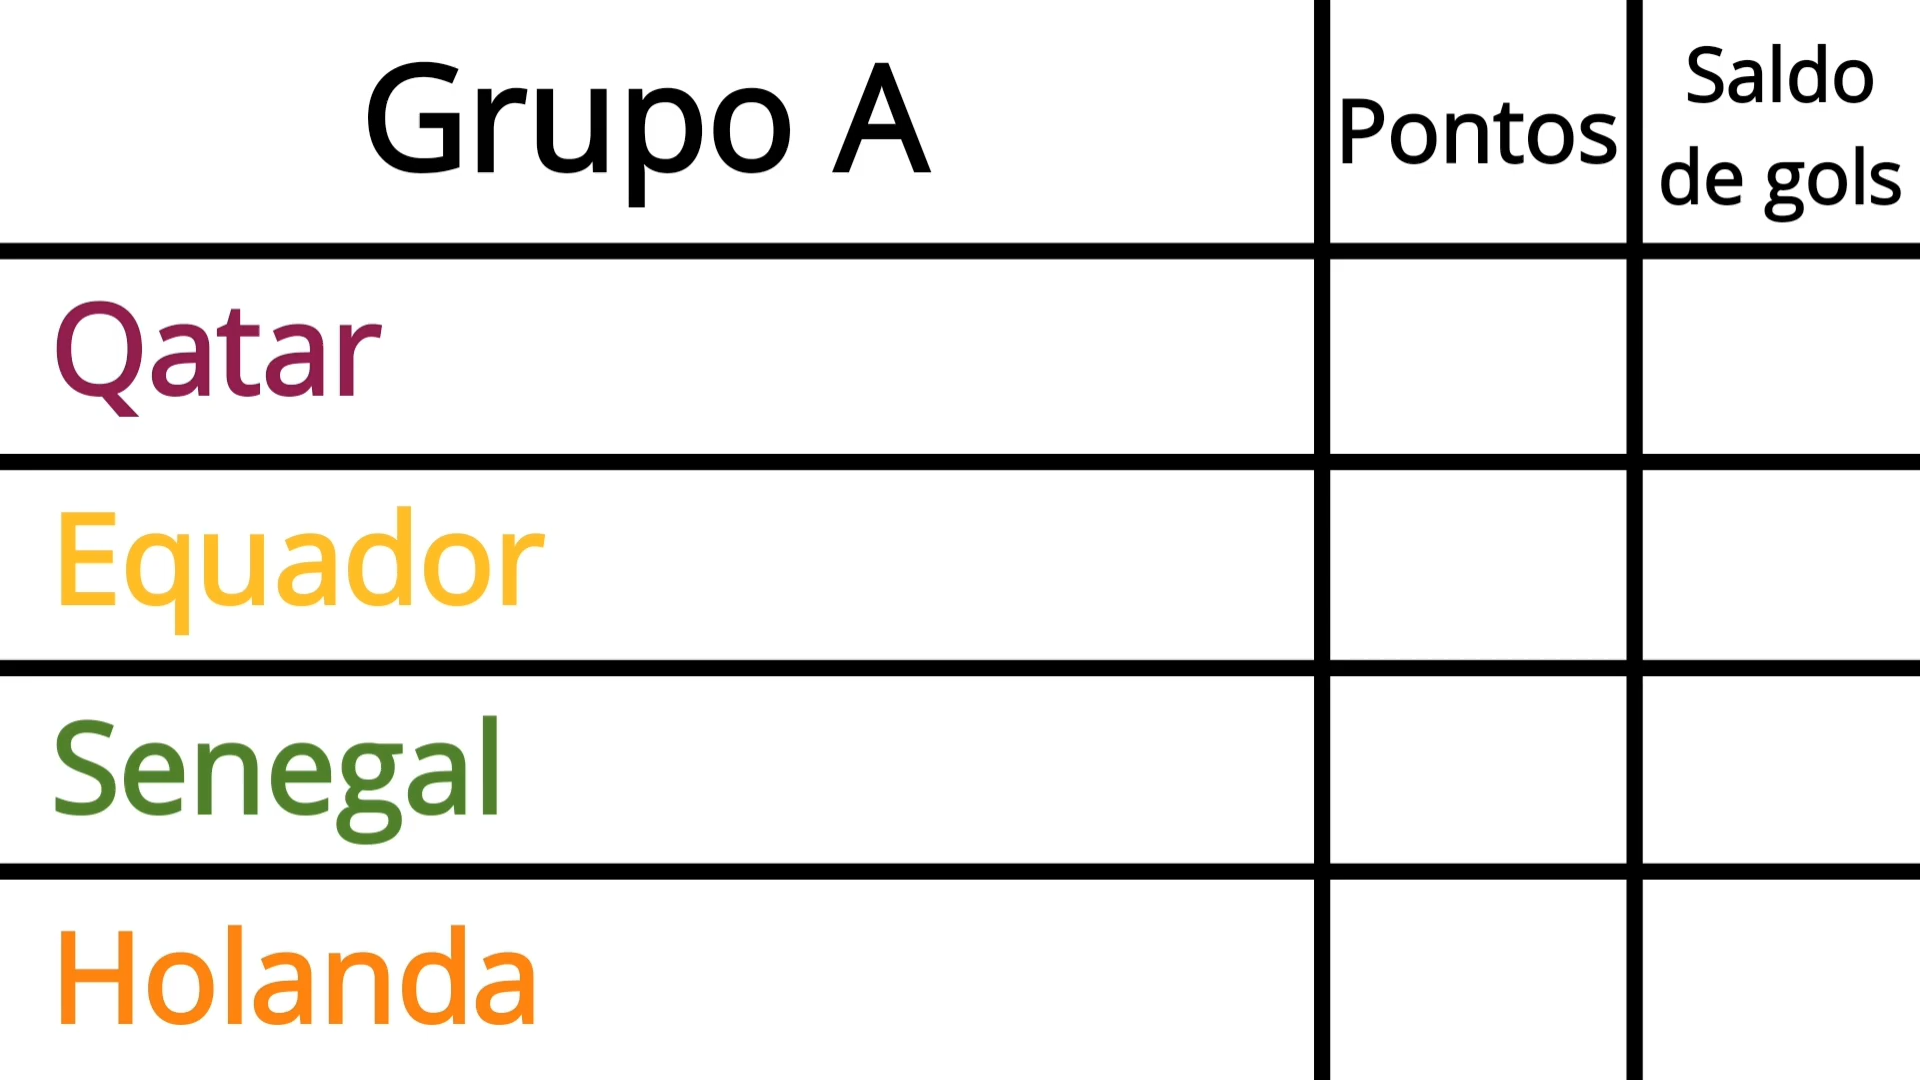 Grupo A
Pontos
Saldo
de gols
Qatar
Equador
Senegal
Holanda